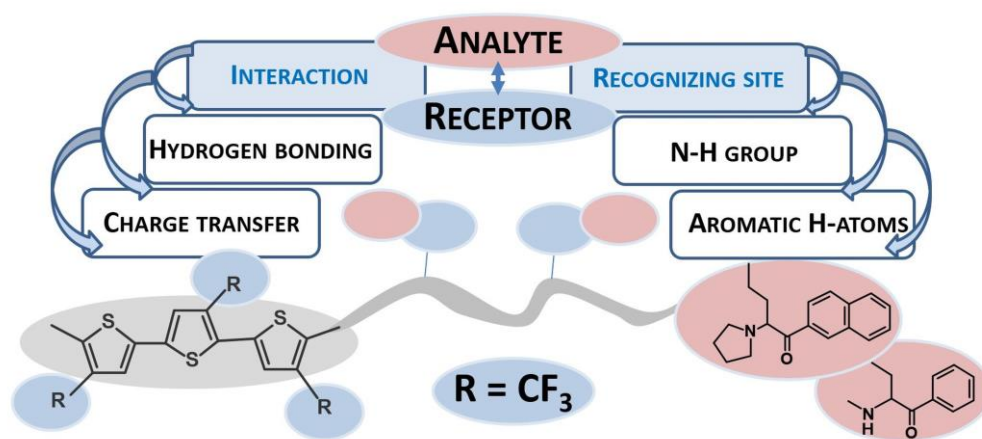 ANALYTE
INTERACTION
RECOGNIZING SITE
RECEPTOR
HYDROGEN BONDING
N-H GROUP
CHARGE TRANSFER
AROMATIC H-ATOMS
R
S
S
S
R
R
N
O
R = CF₃
N
H
O